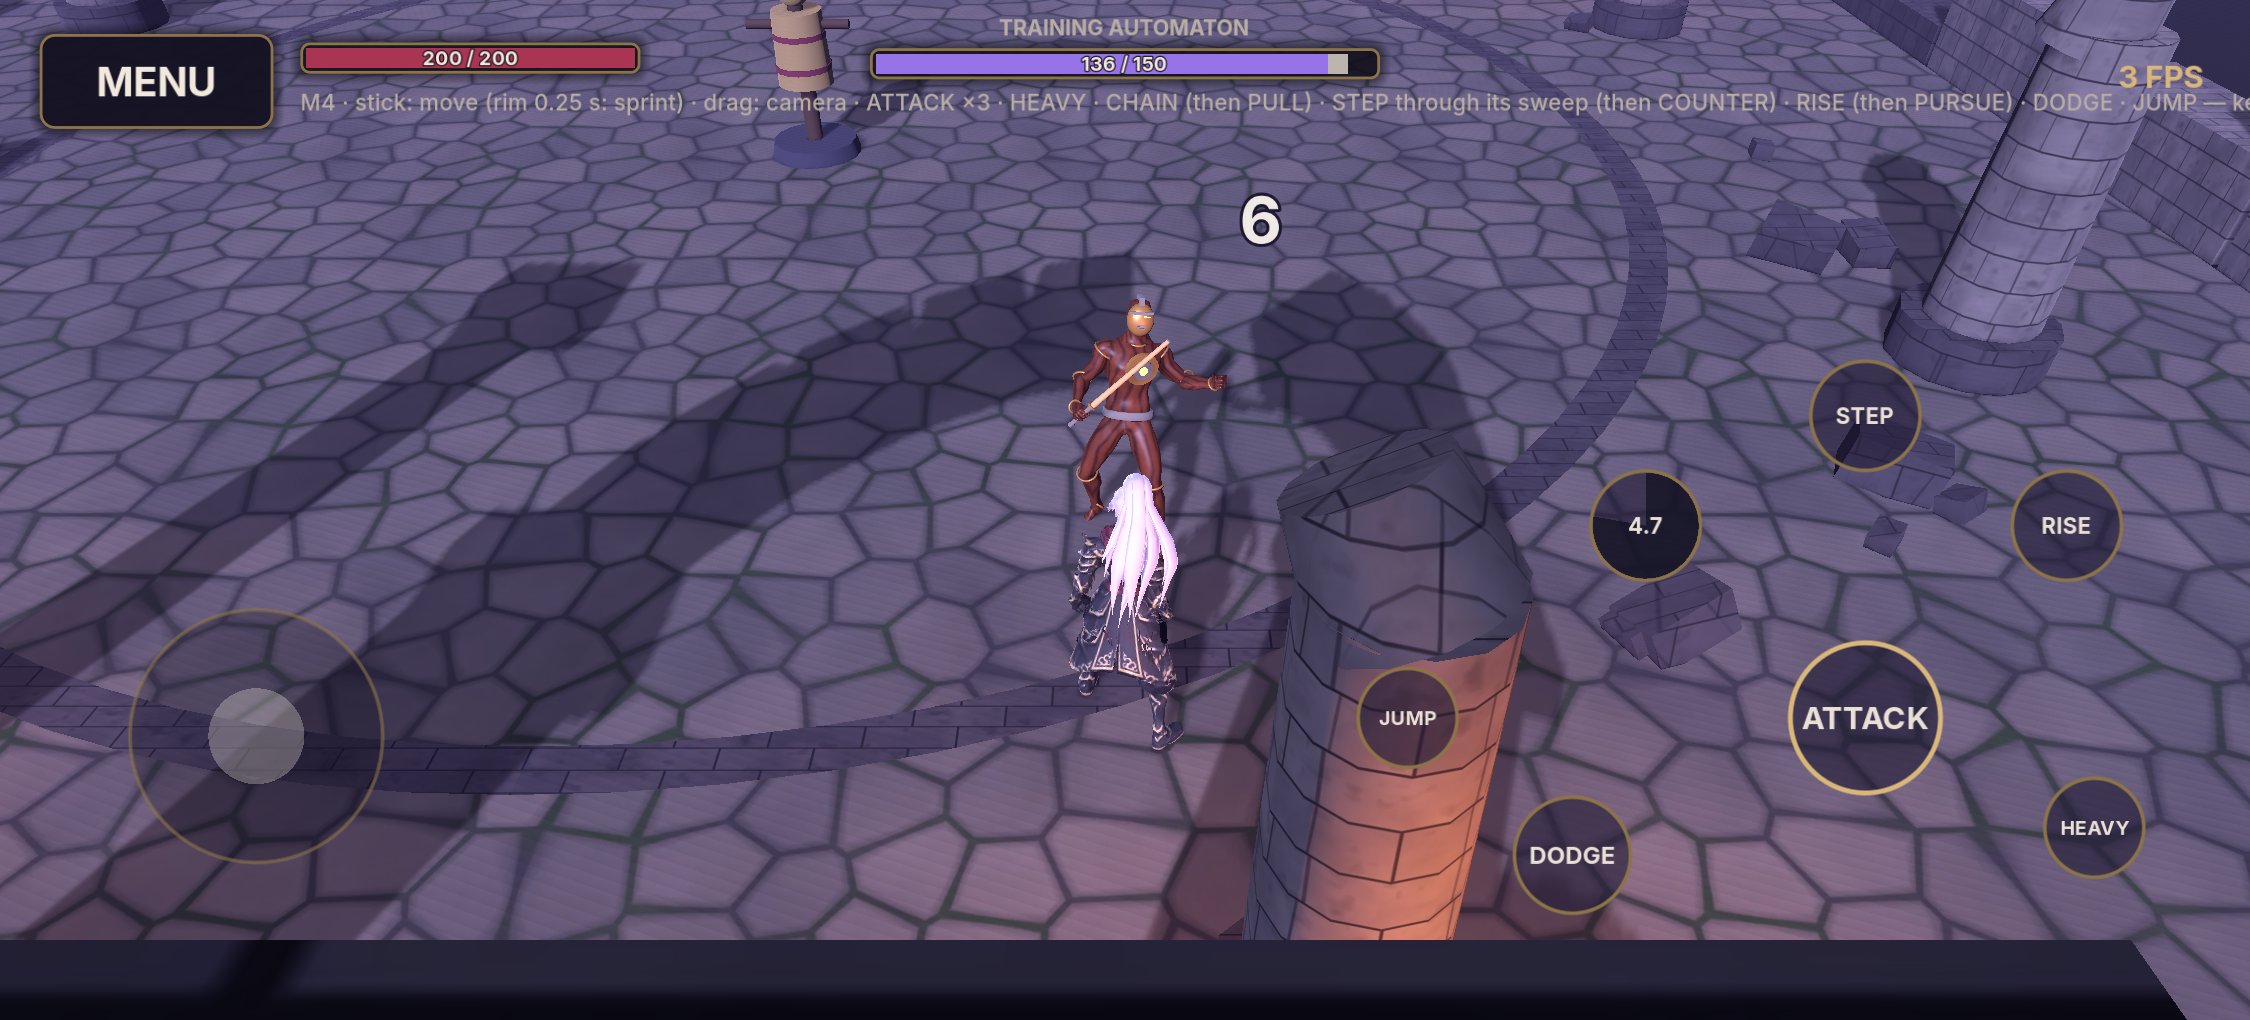 TRAINING AUTOMATON
MENU
200 / 200
136 / 150
3 FPS
M4 · stick: move (rim 0.25 s: sprint) · drag: camera · ATTACK ×3 · HEAVY · CHAIN (then PULL) · STEP through its sweep (then COUNTER) · RISE (then PURSUE) · DODGE · JUMP —
6
STEP
4.7
RISE
JUMP
ATTACK
HEAVY
DODGE